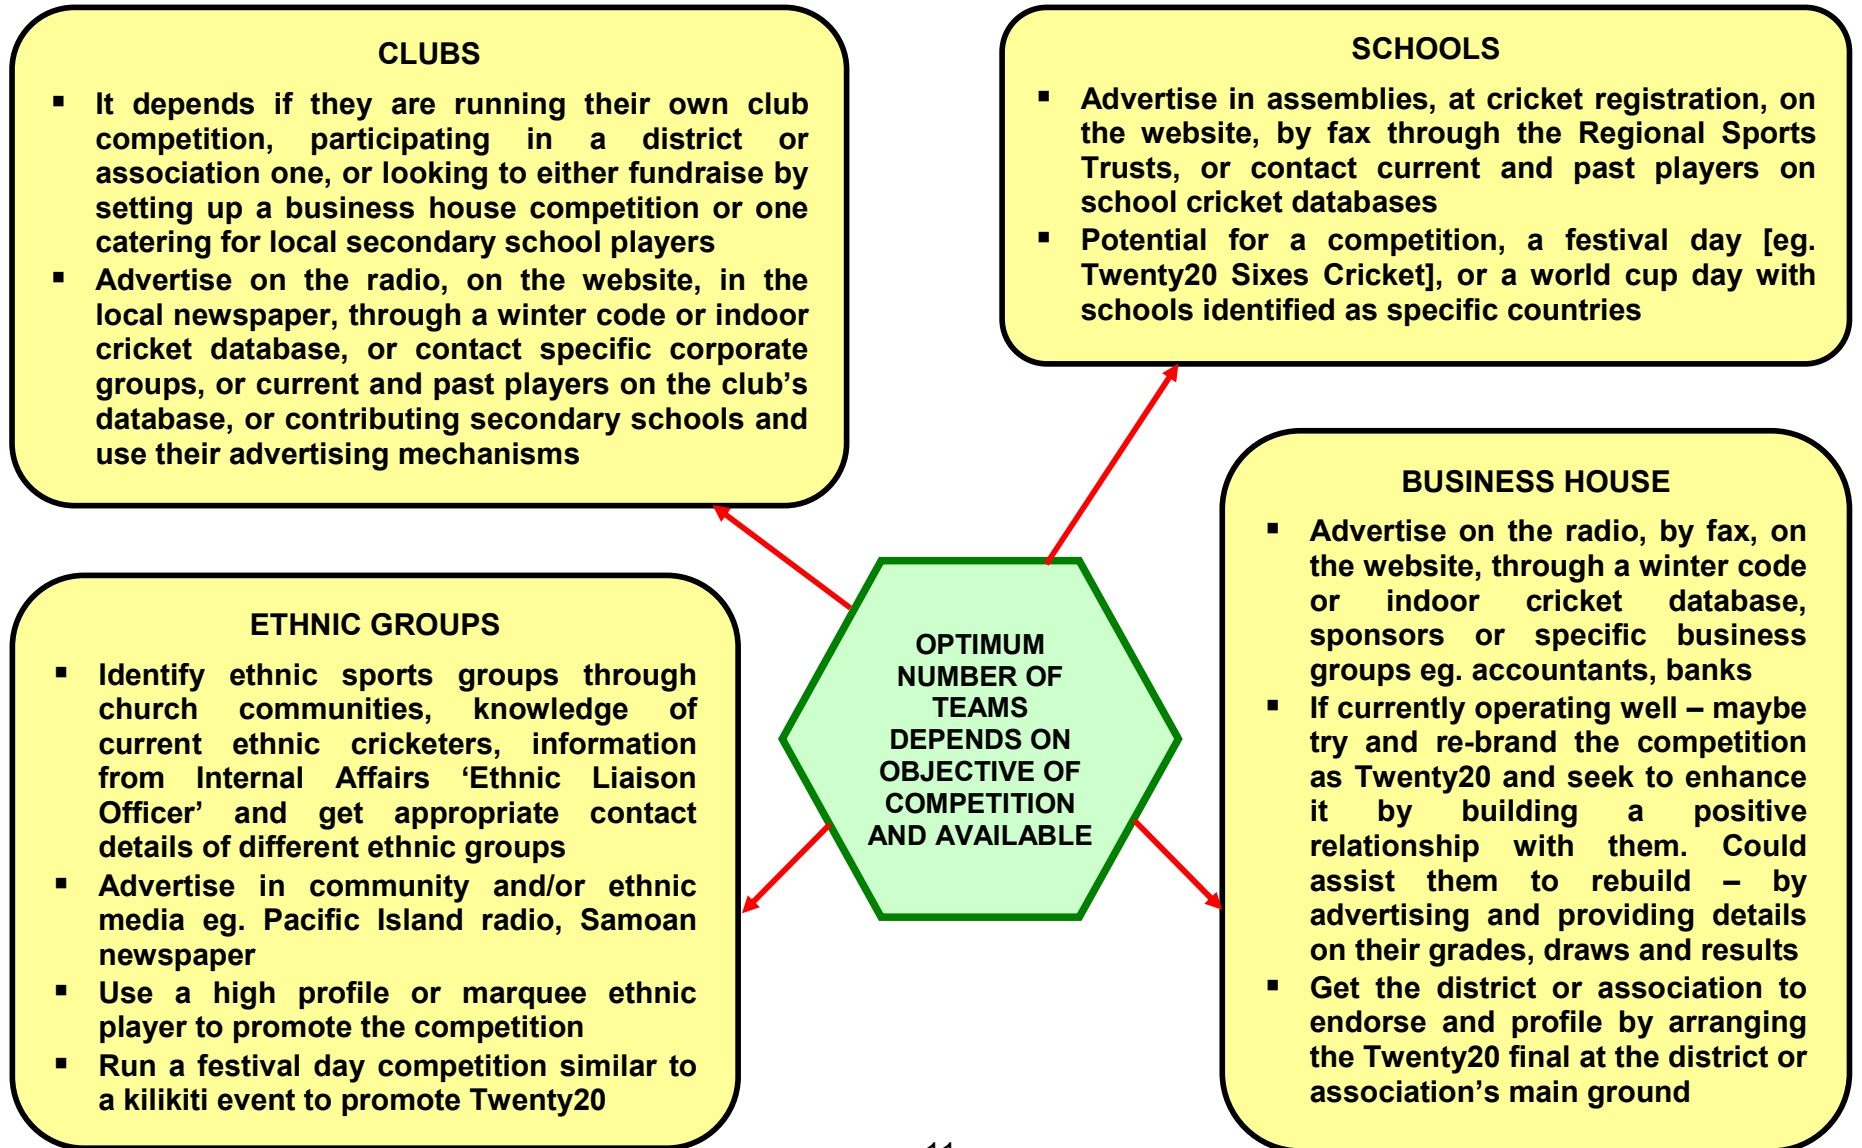 CLUBS
▪ It depends if they are running their own club
competition, participating in a district or
association one, or looking to either fundraise by
setting up a business house competition or one
catering for local secondary school players
▪ Advertise on the radio, on the website, in the
local newspaper, through a winter code or indoor
cricket database, or contact specific corporate
groups, or current and past players on the club’s
database, or contributing secondary schools and
use their advertising mechanisms
SCHOOLS
▪ Advertise in assemblies, at cricket registration, on
the website, by fax through the Regional Sports
Trusts, or contact current and past players on
school cricket databases
▪ Potential for a competition, a festival day [eg.
Twenty20 Sixes Cricket], or a world cup day with
schools identified as specific countries
ETHNIC GROUPS
▪ Identify ethnic sports groups through
church communities, knowledge of
current ethnic cricketers, information
from Internal Affairs ‘Ethnic Liaison
Officer’ and get appropriate contact
details of different ethnic groups
▪ Advertise in community and/or ethnic
media eg. Pacific Island radio, Samoan
newspaper
▪ Use a high profile or marquee ethnic
player to promote the competition
▪ Run a festival day competition similar to
a kilikiti event to promote Twenty20
OPTIMUM
NUMBER OF
TEAMS
DEPENDS ON
OBJECTIVE OF
COMPETITION
AND AVAILABLE
BUSINESS HOUSE
▪ Advertise on the radio, by fax, on
the website, through a winter code
or indoor cricket database,
sponsors or specific business
groups eg. accountants, banks
▪ If currently operating well – maybe
try and re-brand the competition
as Twenty20 and seek to enhance
it by building a positive
relationship with them. Could
assist them to rebuild – by
advertising and providing details
on their grades, draws and results
▪ Get the district or association to
endorse and profile by arranging
the Twenty20 final at the district or
association’s main ground
11